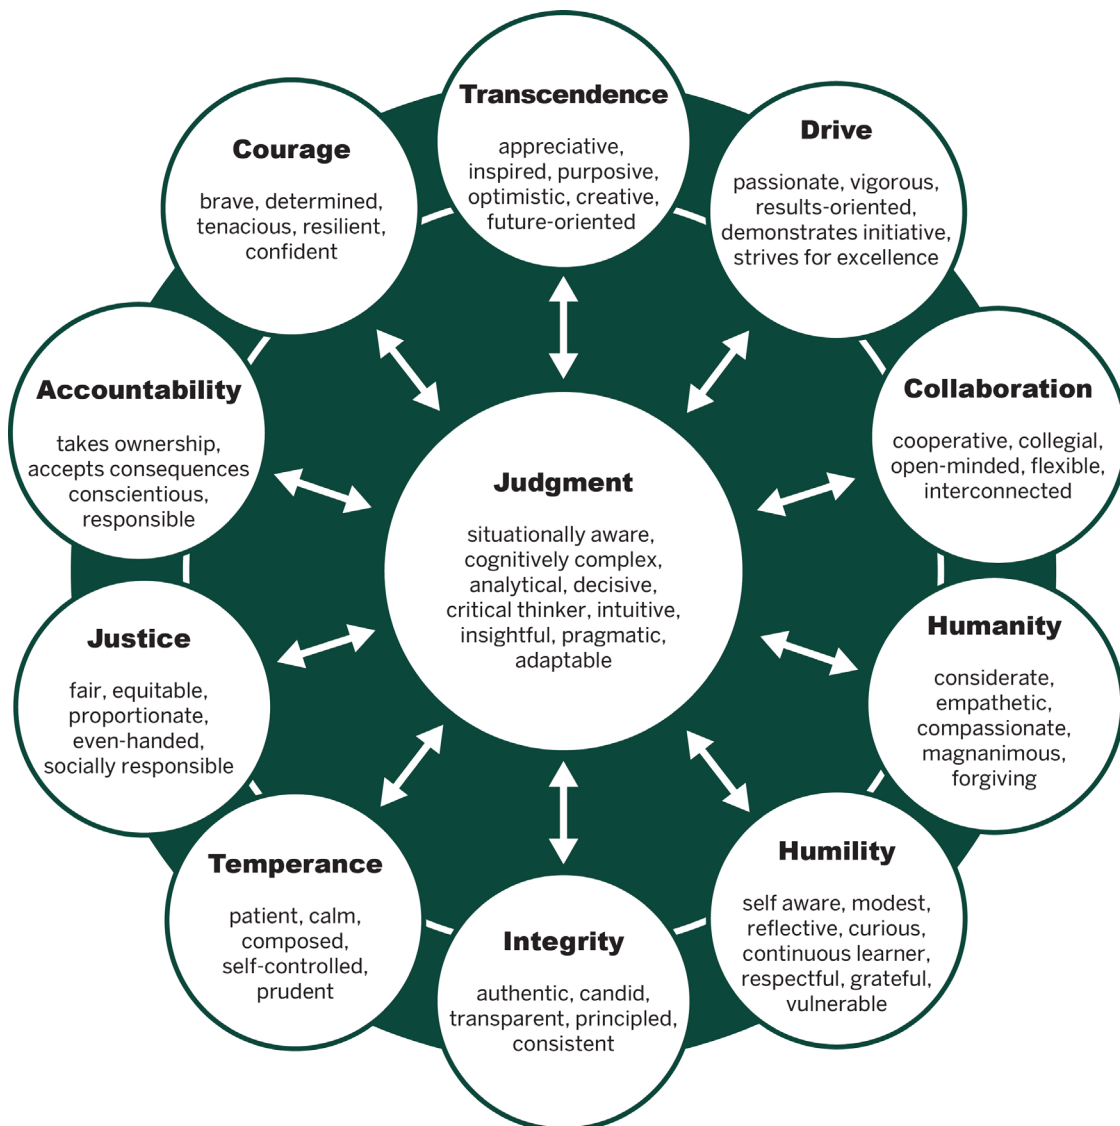 Transcendence
appreciative,
inspired, purposive,
optimistic, creative,
future-oriented
Drive
passionate, vigorous,
results-oriented,
demonstrates initiative,
strives for excellence
Collaboration
cooperative, collegial,
open-minded, flexible,
interconnected
Humanity
considerate,
empathetic,
compassionate,
magnanimous,
forgiving
Humility
self aware, modest,
reflective, curious,
continuous learner,
respectful, grateful,
vulnerable
Integrity
authentic, candid,
transparent, principled,
consistent
Temperance
patient, calm,
composed,
self-controlled,
prudent
Justice
fair, equitable,
proportionate,
even-handed,
socially responsible
Accountability
takes ownership,
accepts consequences
conscientious,
responsible
Courage
brave, determined,
tenacious, resilient,
confident
Judgment
situationally aware,
cognitively complex,
analytical, decisive,
critical thinker, intuitive,
insightful, pragmatic,
adaptable